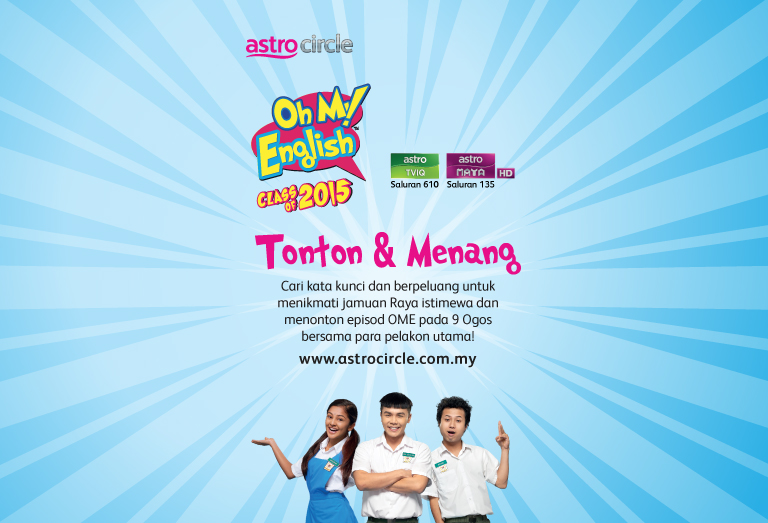 astro circle
Oh My!
English™
CLASS
OF 2015
astro
TVIQ
astro
MAYA HD
Saluran 610
Saluran 135
Tonton & Menang
Cari kata kunci dan berpeluang untuk
menikmati jamuan Raya istimewa dan
menonton episod OME pada 9 Ogos
bersama para pelakon utama!
www.astrocircle.com.my